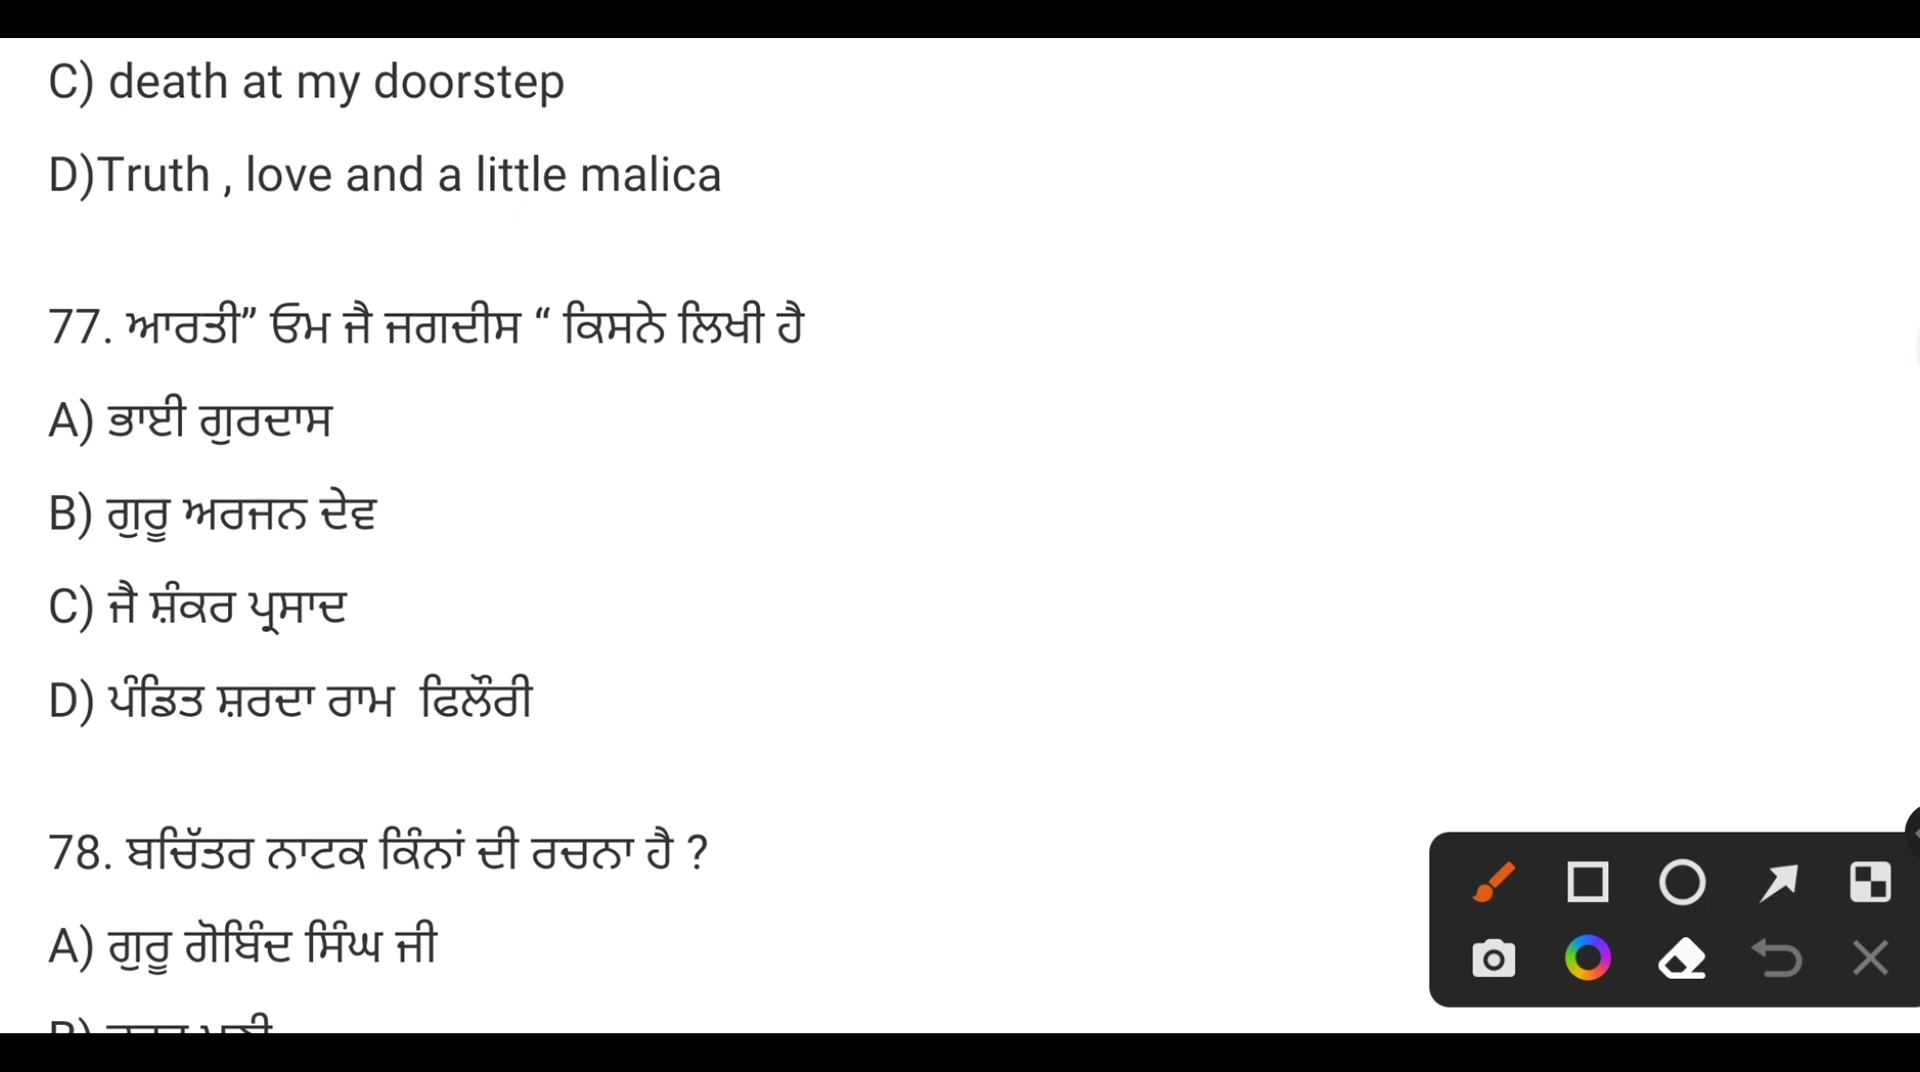 C) death at my doorstep
D)Truth , love and a little malica
77. ਆਰਤੀ” ਓਮ ਜੈ ਜਗਦੀਸ “ ਕਿਸਨੇ ਲਿਖੀ ਹੈ
A) ਭਾਈ ਗੁਰਦਾਸ
B) ਗੁਰੂ ਅਰਜਨ ਦੇਵ
C) ਜੈ ਸ਼ੰਕਰ ਪ੍ਰਸਾਦ
D) ਪੰਡਿਤ ਸ਼ਰਦਾ ਰਾਮ ਫਿਲੌਰੀ
78. ਬਚਿੱਤਰ ਨਾਟਕ ਕਿੰਨਾਂ ਦੀ ਰਚਨਾ ਹੈ ?
A) ਗੁਰੂ ਗੋਬਿੰਦ ਸਿੰਘ ਜੀ